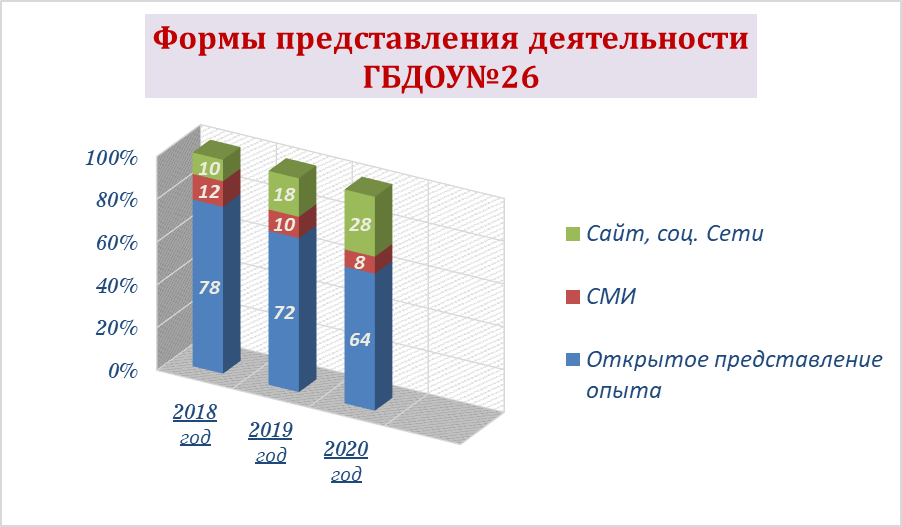 Формы представления деятельности
ГБДОУ№26
100%
80%
60%
40%
20%
0%
10
12
78
18
10
72
28
8
64
2018
год
2019
год
2020
год
Сайт, соц. Сети
СМИ
Открытое представление
опыта